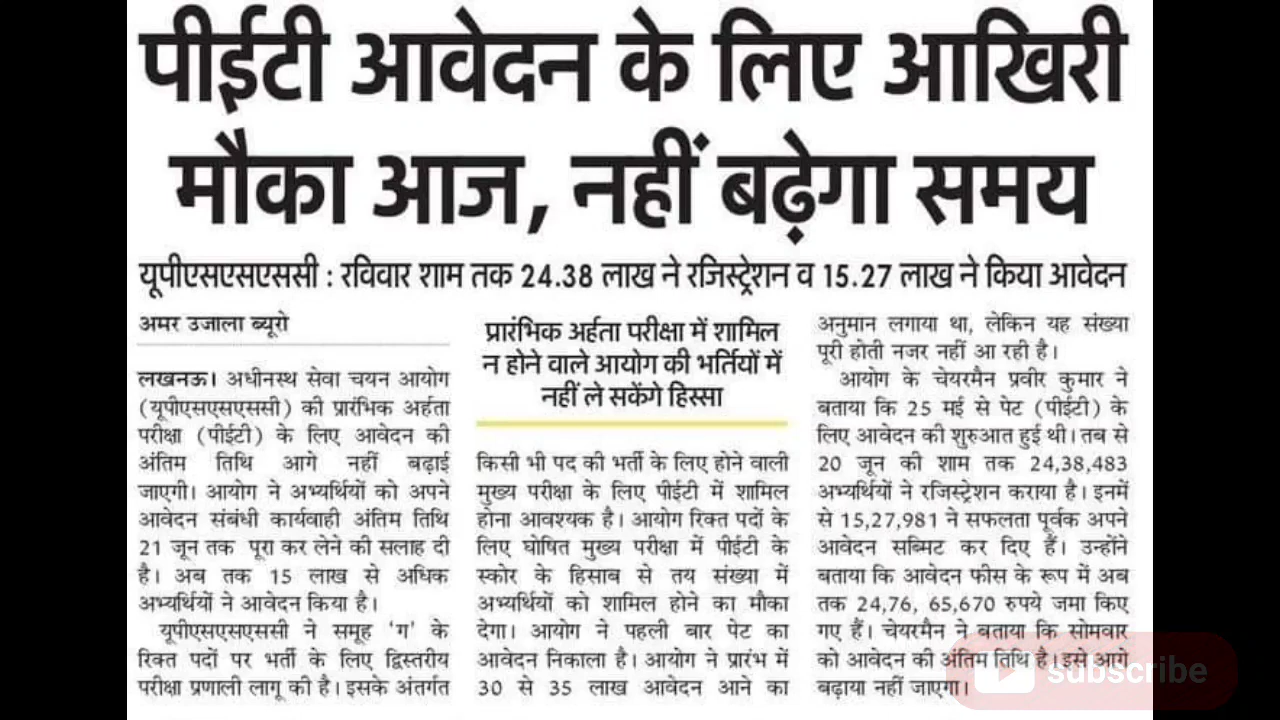 पीईटी आवेदन के लिए आखिरी
मौका आज, नहीं बढ़ेगा समय
यूपीएसएसएससी : रविवार शाम तक 24.38 लाख ने रजिस्ट्रेशन व 15.27 लाख ने किया आवेदन
अमर उजाला ब्यूरो
लखनऊ। अधीनस्थ सेवा चयन आयोग
(यूपीएसएसएससी) की प्रारंभिक अर्हता
परीक्षा (पीईटी) के लिए आवेदन की
अंतिम तिथि आगे नहीं बढ़ाई
जाएगी। आयोग ने अभ्यर्थियों को अपने
आवेदन संबंधी कार्यवाही अंतिम तिथि
21 जून तक पूरा कर लेने की सलाह दी
है। अब तक 15 लाख से अधिक
अभ्यर्थियों ने आवेदन किया है।
यूपीएसएसएससी ने समूह ‘ग’ के
रिक्त पदों पर भर्ती के लिए द्विस्तरीय
परीक्षा प्रणाली लागू की है। इसके अंतर्गत
प्रारंभिक अर्हता परीक्षा में शामिल
न होने वाले आयोग की भर्तियों में
नहीं ले सकेंगे हिस्सा
किसी भी पद की भर्ती के लिए होने वाली
मुख्य परीक्षा के लिए पीईटी में शामिल
होना आवश्यक है। आयोग रिक्त पदों के
लिए घोषित मुख्य परीक्षा में पीईटी के
स्कोर के हिसाब से तय संख्या में
अभ्यर्थियों को शामिल होने का मौका
देगा। आयोग ने पहली बार पेट का
आवेदन निकाला है। आयोग ने प्रारंभ में
30 से 35 लाख आवेदन आने का
अनुमान लगाया था, लेकिन यह संख्या
पूरी होती नजर नहीं आ रही है।
आयोग के चेयरमैन प्रवीर कुमार ने
बताया कि 25 मई से पेट (पीईटी) के
लिए आवेदन की शुरुआत हुई थी। तब से
20 जून की शाम तक 24,38,483
अभ्यर्थियों ने रजिस्ट्रेशन कराया है। इनमें
से 15,27,981 ने सफलता पूर्वक अपने
आवेदन सब्मिट कर दिए हैं। उन्होंने
बताया कि आवेदन फीस के रूप में अब
तक 24,76, 65,670 रुपये जमा किए
गए हैं। चेयरमैन ने बताया कि सोमवार
को आवेदन की अंतिम तिथि है। इसे आगे
बढ़ाया नहीं जाएगा।
subscribe